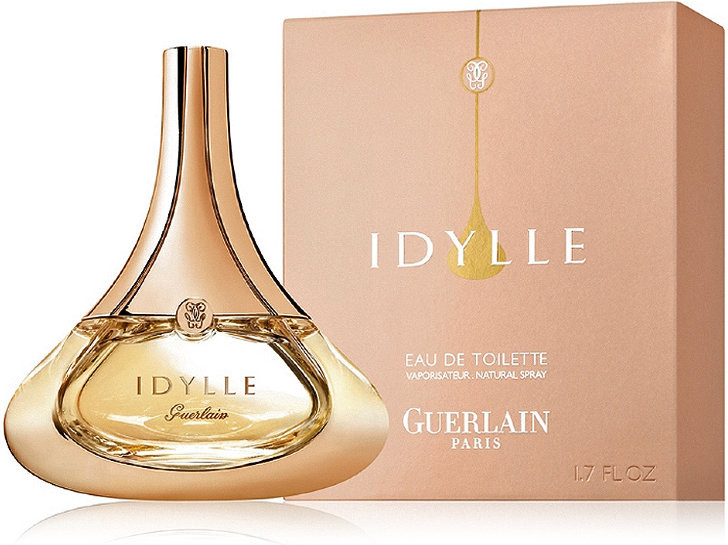 IDYLLE
Guerlain
IDYLLE
EAU DE TOILETTE
VAPORISATEUR . NATURAL SPRAY
GUERLAIN
PARIS
1.7 FL OZ